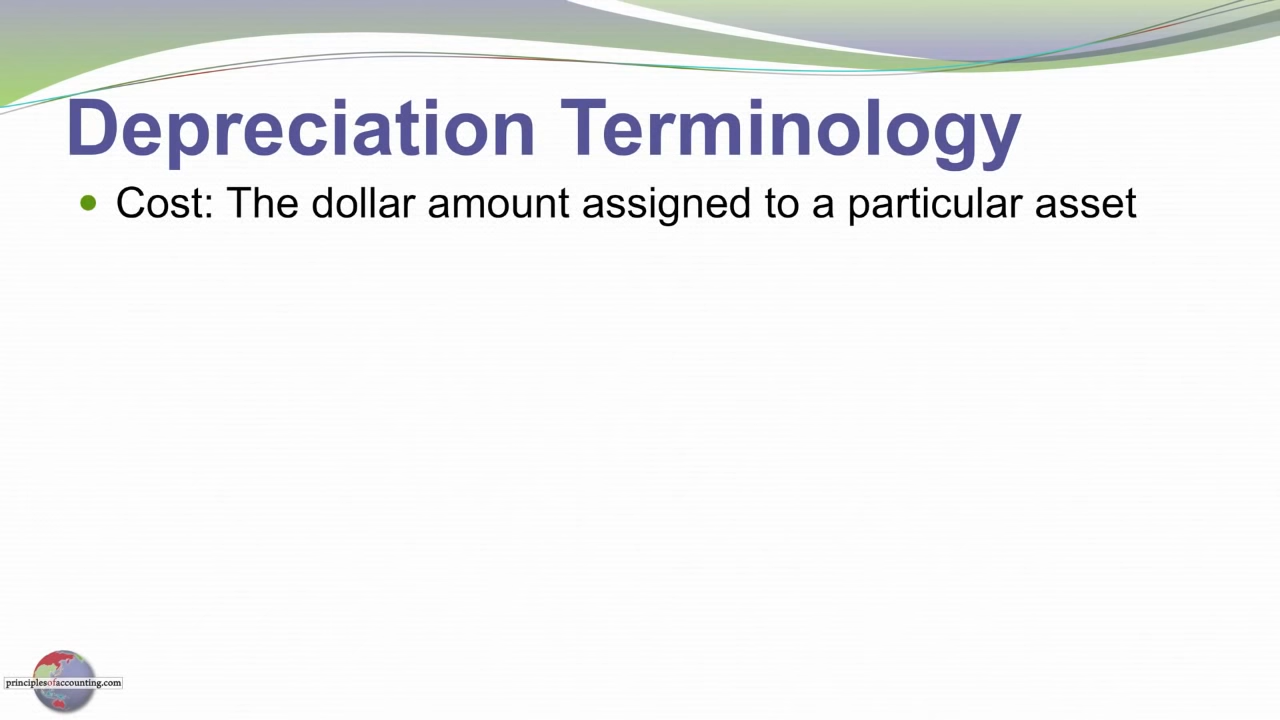 Depreciation Terminology
• Cost: The dollar amount assigned to a particular asset
principlesofaccounting.com